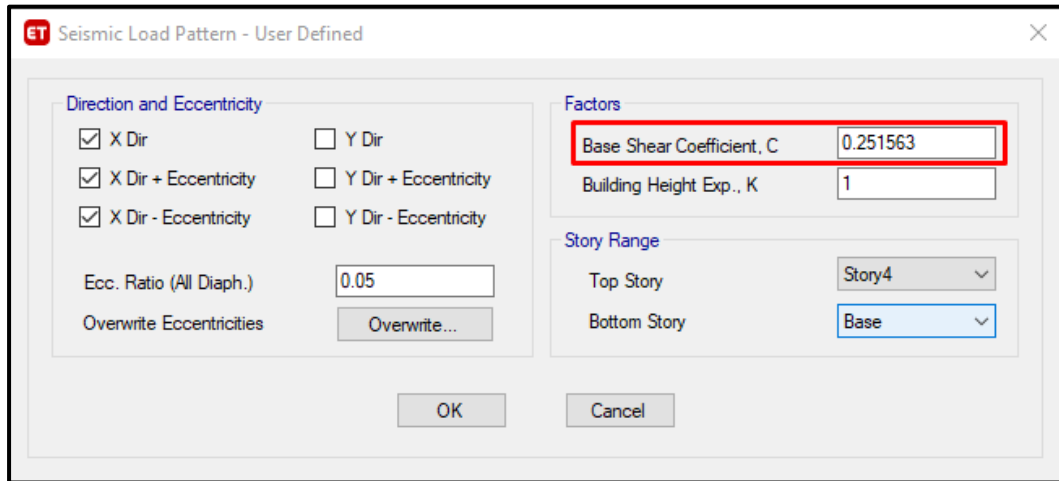 ET Seismic Load Pattern - User Defined
Direction and Eccentricity
X Dir
Y Dir
X Dir + Eccentricity
Y Dir + Eccentricity
X Dir - Eccentricity
Y Dir - Eccentricity
Ecc. Ratio (All Diaph.) 0.05
Overwrite Eccentricities Overwrite...
Factors
Base Shear Coefficient, C 0.251563
Building Height Exp., K 1
Story Range
Top Story Story4
Bottom Story Base
OK
Cancel